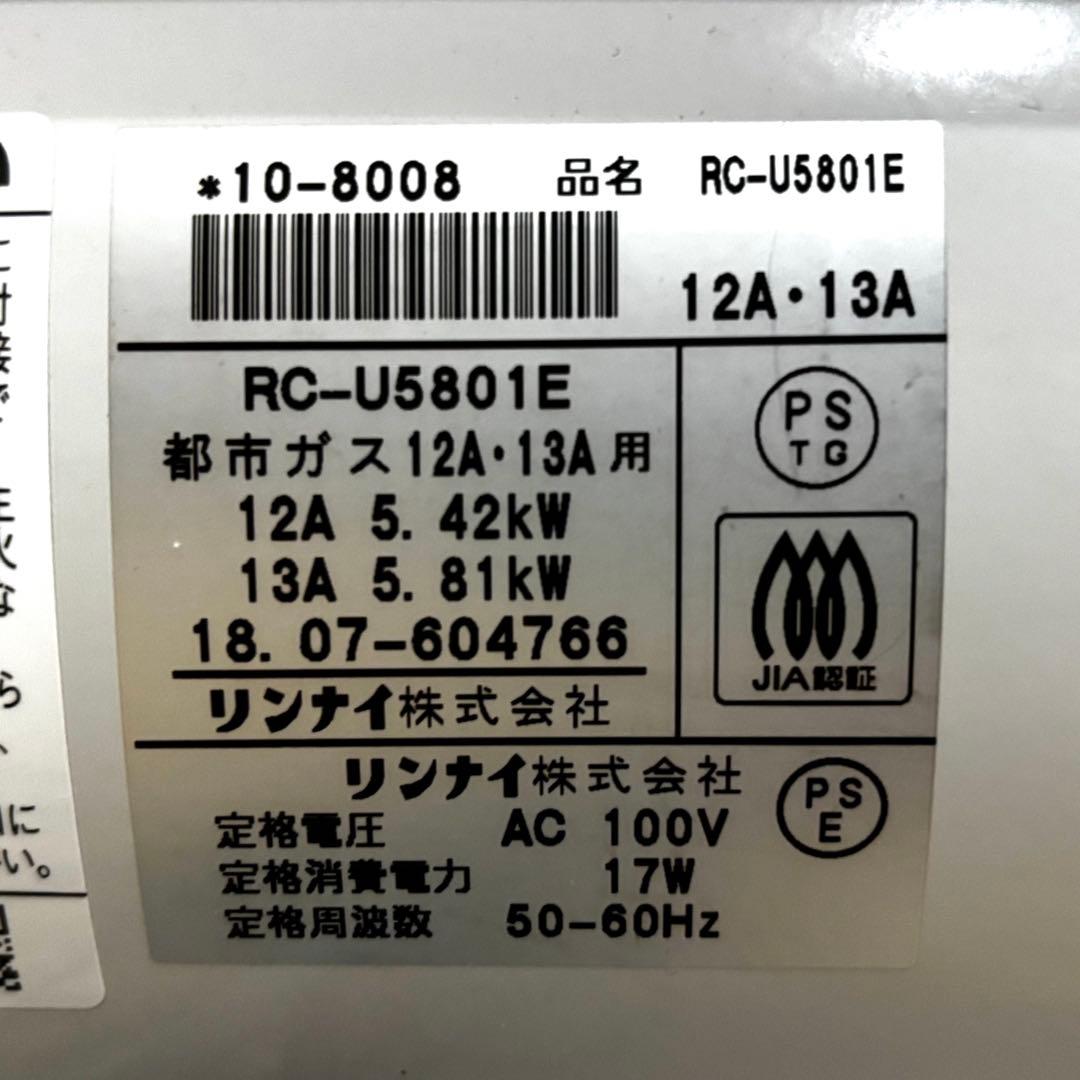 *10-8008 品名 RC-U5801E
12A・13A
RC-U5801E
都市ガス12A・13A用
12A 5.42kW
13A 5.81kW
18.07-604766
リンナイ株式会社
PS
TG
JIA認証
リンナイ株式会社
定格電圧 AC 100V
定格消費電力 17W
定格周波数 50-60Hz
PS
E
に
い。